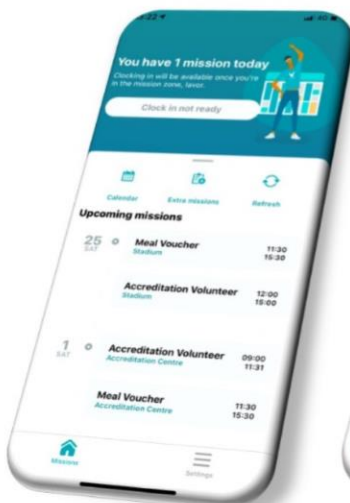 You have 1 mission today
Clocking in will be available once you're
in the mission zone, lavor.
Clock in not ready
Calendar
Extra missions
Refresh
Upcoming missions
25
SAT
Meal Voucher
Stadium
11:30
15:30
Accreditation Volunteer
Stadium
12:00
15:00
1
SAT
Accreditation Volunteer
Accreditation Centre
09:00
11:31
Meal Voucher
Accreditation Centre
11:30
15:30
Missions
Settings